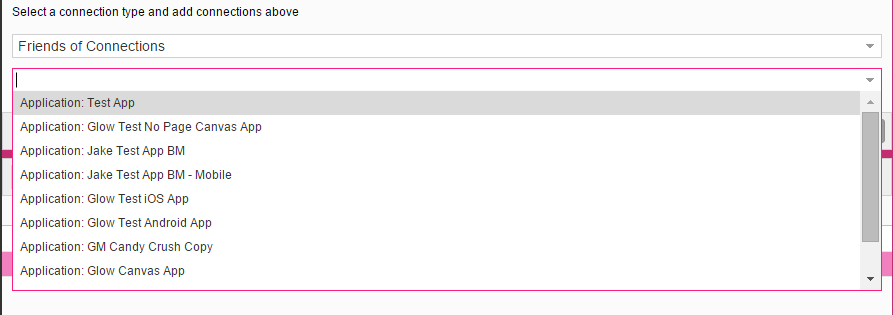 Select a connection type and add connections above
Friends of Connections
Application: Test App
Application: Glow Test No Page Canvas App
Application: Jake Test App BM
Application: Jake Test App BM - Mobile
Application: Glow Test iOS App
Application: Glow Test Android App
Application: GM Candy Crush Copy
Application: Glow Canvas App